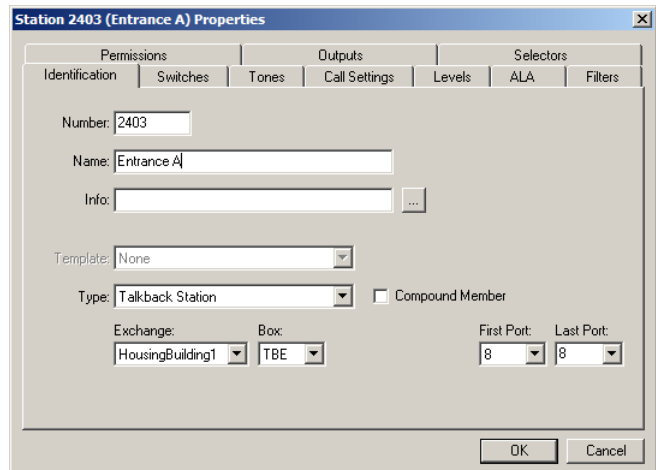 Station 2403 (Entrance A) Properties
Permissions Outputs Selectors
Identification Switches Tones Call Settings Levels ALA Filters
Number: 2403
Name: Entrance A
Info: ...
Template: None
Type: Talkback Station Compound Member
Exchange: Box: First Port: Last Port:
HousingBuilding1 TBE 8 8
OK Cancel